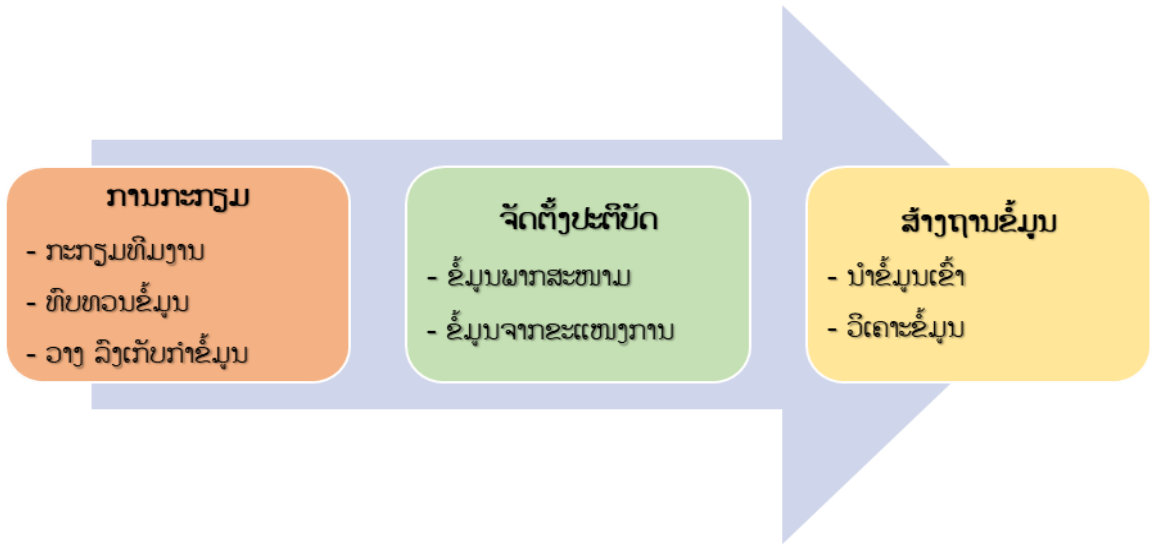 ການກະກຽມ
- ກະກຽມທີມງານ
- ທົບທວນຂໍ້ມູນ
- ວາງ ລົງເກັບກຳຂໍ້ມູນ
ຈັດຕັ້ງປະຕິບັດ
- ຂໍ້ມູນພາກສະໜາມ
- ຂໍ້ມູນຈາກຂະແໜງການ
ສ້າງຖານຂໍ້ມູນ
- ນຳຂໍ້ມູນເຂົ້າ
- ວິເຄາະຂໍ້ມູນ